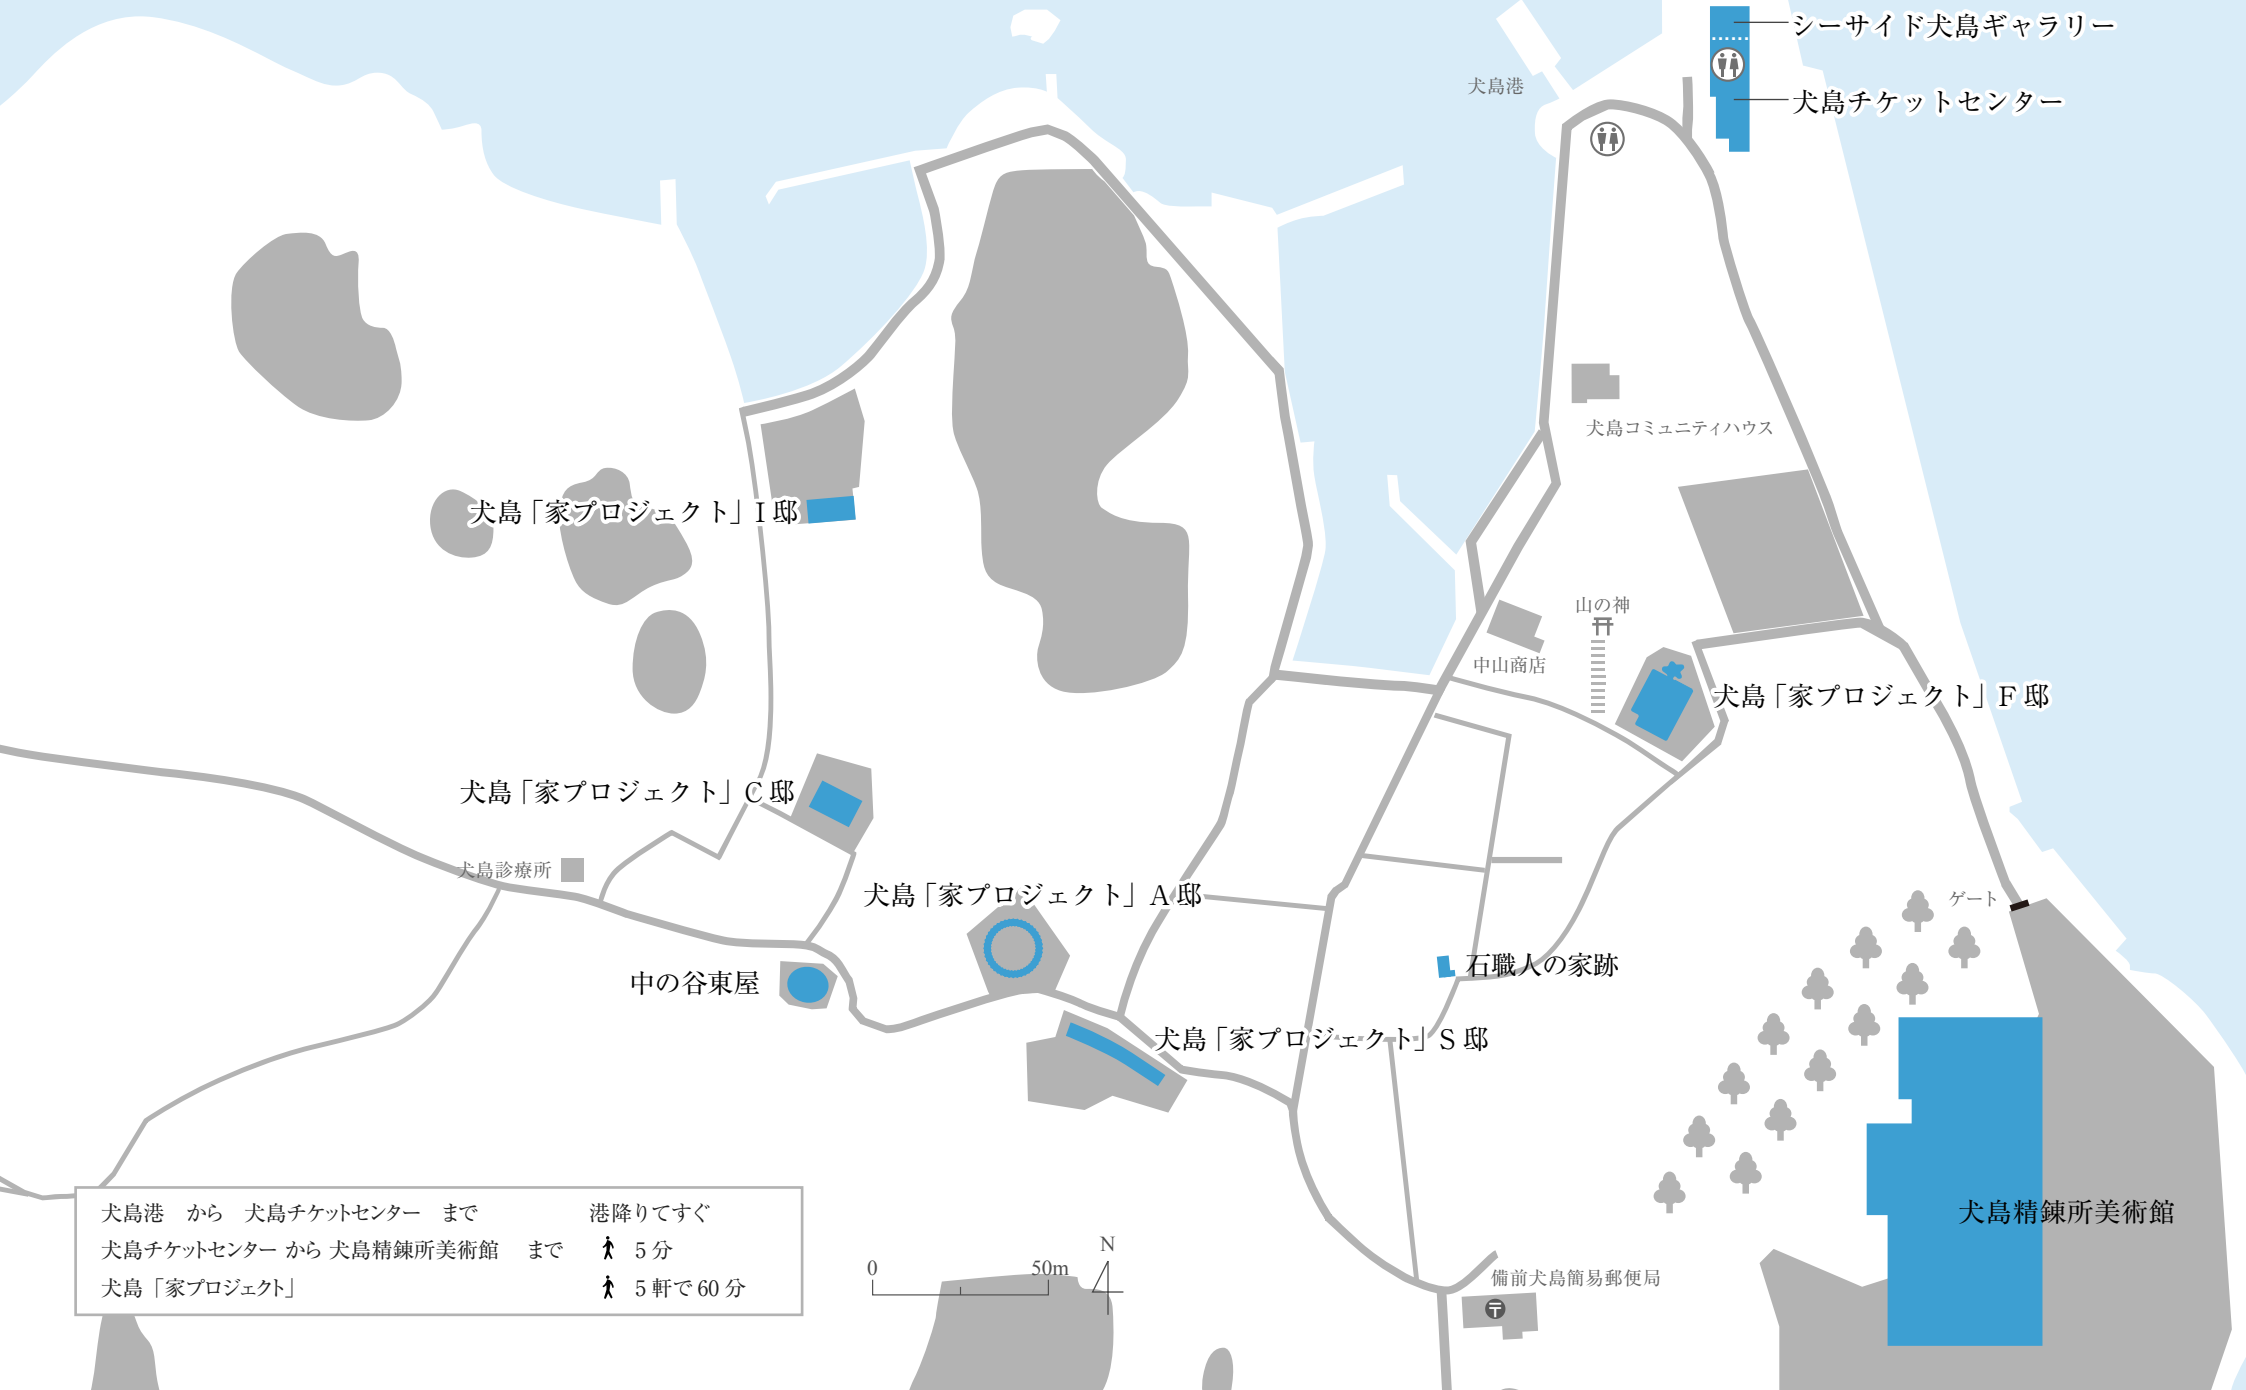 シーサイド犬島ギャラリー
犬島港
犬島チケットセンター
犬島コミュニティハウス
犬島「家プロジェクト」I 邸
山の神
中山商店
犬島「家プロジェクト」F 邸
犬島「家プロジェクト」C 邸
犬島診療所
犬島「家プロジェクト」A 邸
ゲート
石職人の家跡
中の谷東屋
犬島「家プロジェクト」S 邸
犬島精錬所美術館
犬島港 から 犬島チケットセンター まで 港降りてすぐ
犬島チケットセンター から 犬島精錬所美術館 まで 5 分
犬島「家プロジェクト」 5 軒で 60 分
N
0 50m
備前犬島簡易郵便局
〒